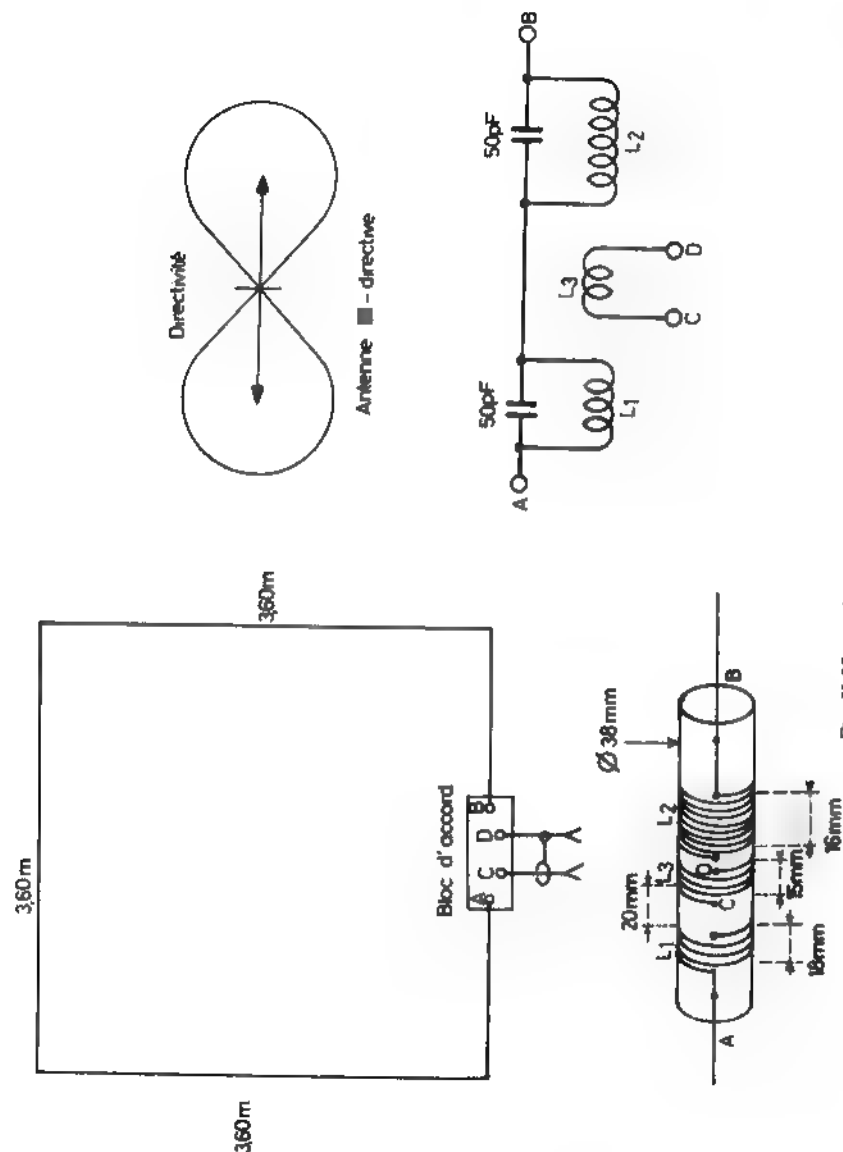 3,60m
3,60m
3,60m
Bloc d'accord
A
C
D
B
Directivité
Antenne
- directive
50pF
50pF
A
B
L1
L2
L3
C
D
Ø 38mm
L1
L3
L2
A
C
D
B
20mm
15mm
18mm
16mm